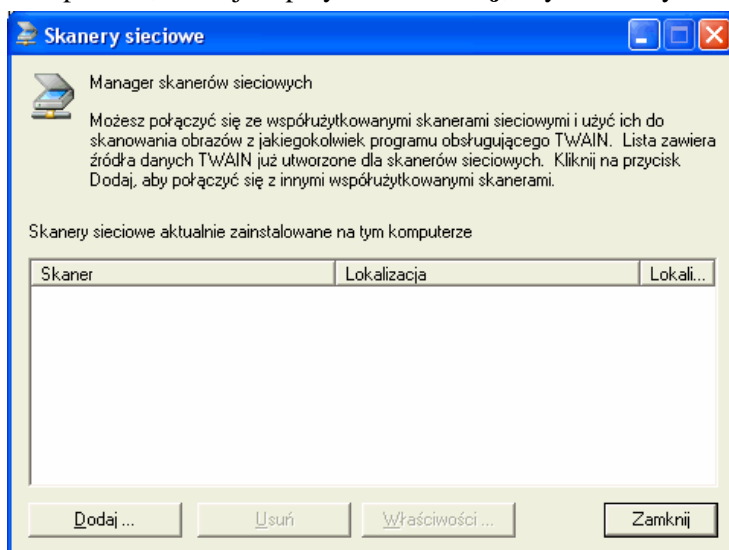 Skanery sieciowe
Manager skanerów sieciowych
Możesz połączyć się ze współużytkowanymi skanerami sieciowymi i użyć ich do
skanowania obrazów z jakiegokolwiek programu obsługującego TWAIN. Lista zawiera
źródła danych TWAIN już utworzone dla skanerów sieciowych. Kliknij na przycisk
Dodaj, aby połączyć się z innymi współużytkowanymi skanerami.
Skanery sieciowe aktualnie zainstalowane na tym komputerze
Skaner Lokalizacja Lokali...
Dodaj ... Usuń Właściwości ... Zamknij